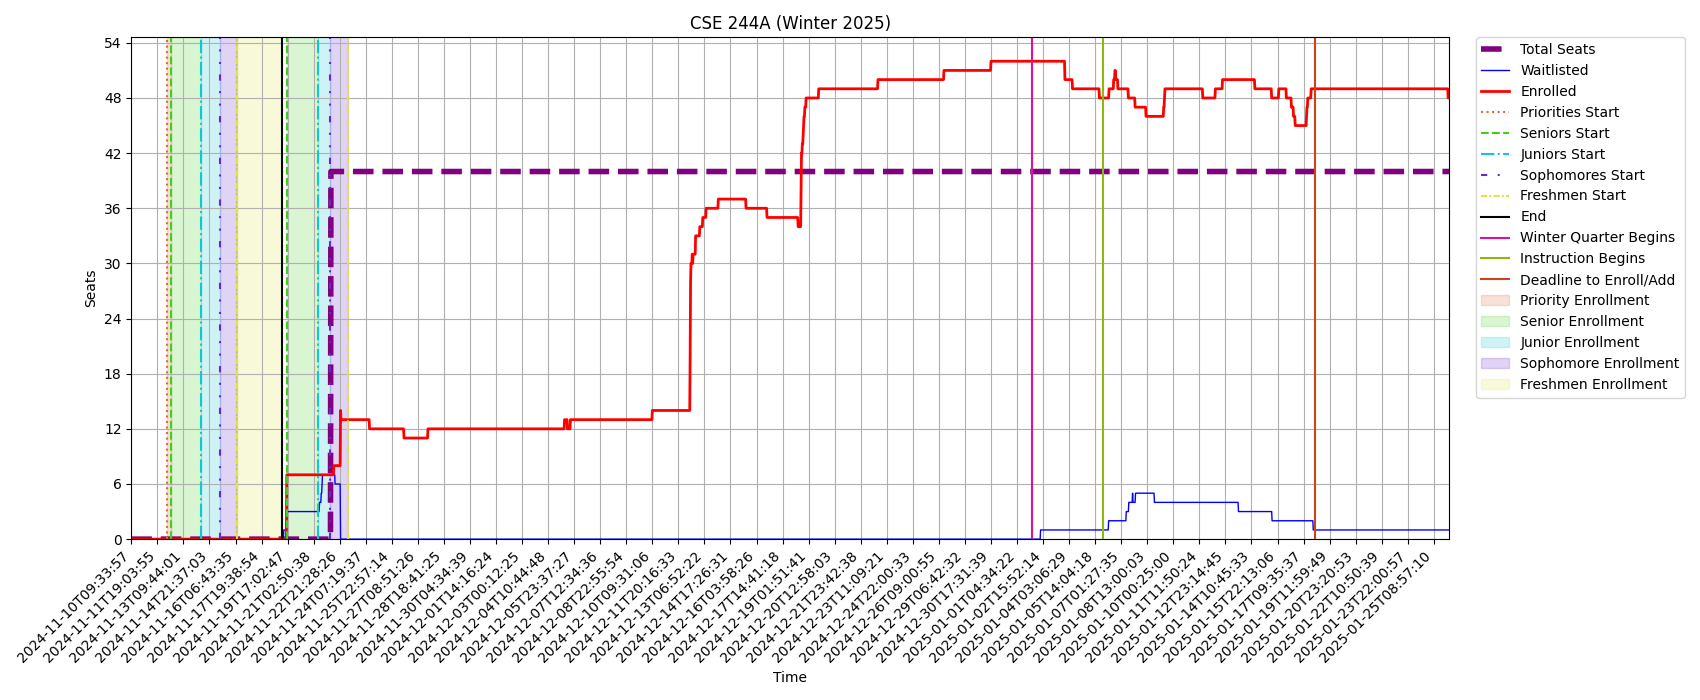 CSE 244A (Winter 2025)
54
48
42
36
30
24
18
12
6
0
Seats
2024-11-10T09:33:57
2024-11-11T19:03:55
2024-11-13T09:44:01
2024-11-14T21:37:03
2024-11-16T06:43:35
2024-11-17T19:38:54
2024-11-19T17:02:47
2024-11-21T02:50:38
2024-11-22T21:28:26
2024-11-24T07:19:37
2024-11-25T22:57:14
2024-11-26T08:51:26
2024-11-28T18:41:25
2024-11-30T04:34:39
2024-12-01T14:16:24
2024-12-03T00:12:25
2024-12-04T10:44:48
2024-12-05T23:37:27
2024-12-07T12:34:36
2024-12-08T22:55:54
2024-12-10T09:31:06
2024-12-11T20:16:33
2024-12-13T06:52:22
2024-12-14T17:26:31
2024-12-16T03:58:26
2024-12-17T14:41:18
2024-12-19T01:51:41
2024-12-20T12:58:03
2024-12-21T23:42:38
2024-12-23T11:09:21
2024-12-24T22:00:33
2024-12-26T09:00:55
2024-12-29T06:42:32
2024-12-30T17:31:39
2025-01-01T04:34:22
2025-01-02T15:52:14
2025-01-04T03:06:29
2025-01-05T14:04:18
2025-01-07T01:27:35
2025-01-08T13:00:03
2025-01-10T11:00:25:00
2025-01-11T11:50:24
2025-01-12T23:14:45
2025-01-14T10:45:33
2025-01-15T22:13:06
2025-01-17T09:35:37
2025-01-19T11:59:49
2025-01-20T23:20:53
2025-01-22T10:50:39
2025-01-23T22:00:57
2025-01-25T08:57:10
Time
Total Seats
Waitlisted
Enrolled
Priorities Start
Seniors Start
Juniors Start
Sophomores Start
Freshmen Start
End
Winter Quarter Begins
Instruction Begins
Deadline to Enroll/Add
Priority Enrollment
Senior Enrollment
Junior Enrollment
Sophomore Enrollment
Freshmen Enrollment